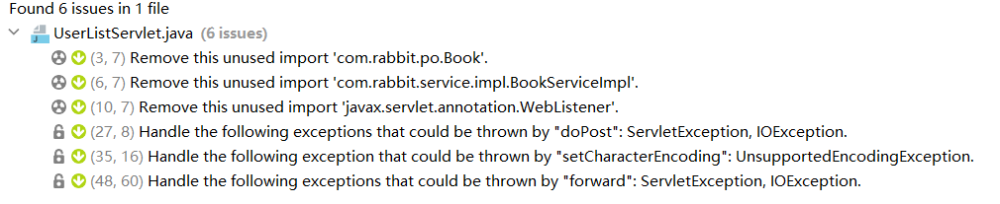 Found 6 issues in 1 file
UserListServlet.java (6 issues)
(3, 7) Remove this unused import 'com.rabbit.po.Book'.
(6, 7) Remove this unused import 'com.rabbit.service.impl.BookServiceImpl'.
(10, 7) Remove this unused import 'javax.servlet.annotation.WebListener'.
(27, 8) Handle the following exceptions that could be thrown by "doPost": ServletException, IOException.
(35, 16) Handle the following exception that could be thrown by "setCharacterEncoding": UnsupportedEncodingException.
(48, 60) Handle the following exceptions that could be thrown by "forward": ServletException, IOException.